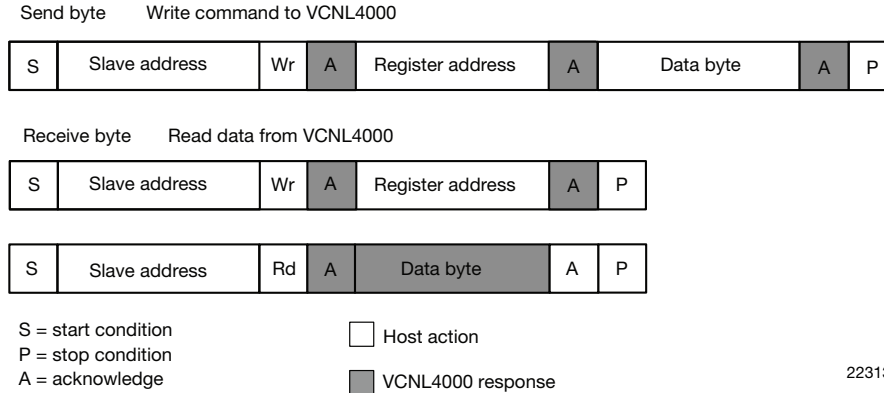 Send byte Write command to VCNL4000
S Slave address Wr A Register address A Data byte A P
Receive byte Read data from VCNL4000
S Slave address Wr A Register address A P
S Slave address Rd A Data byte A P
S = start condition
P = stop condition
A = acknowledge
Host action
VCNL4000 response
22313